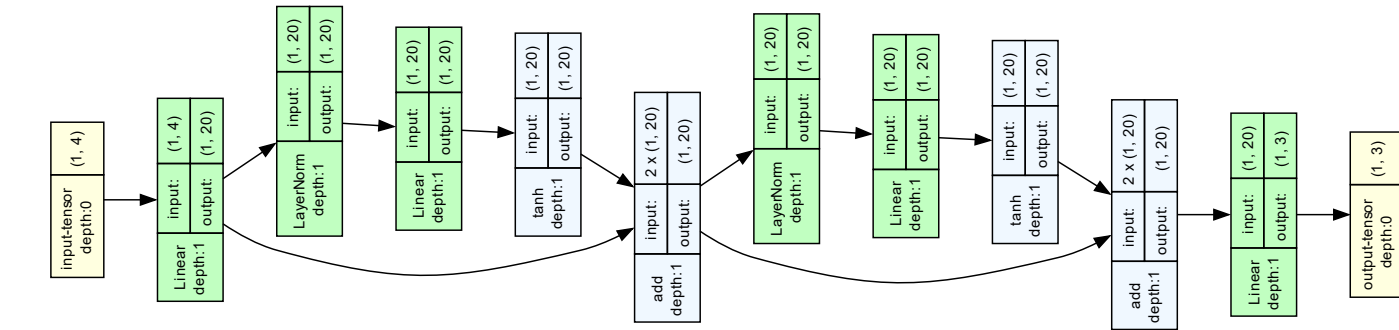 input-tensor
depth:0
(1, 4)
Linear
depth:1
input:
(1, 4)
output:
(1, 20)
LayerNorm
depth:1
input:
(1, 20)
output:
(1, 20)
Linear
depth:1
input:
(1, 20)
output:
(1, 20)
tanh
depth:1
input:
(1, 20)
output:
(1, 20)
add
depth:1
input:
2 x (1, 20)
output:
(1, 20)
LayerNorm
depth:1
input:
(1, 20)
output:
(1, 20)
Linear
depth:1
input:
(1, 20)
output:
(1, 20)
tanh
depth:1
input:
(1, 20)
output:
(1, 20)
add
depth:1
input:
2 x (1, 20)
output:
(1, 20)
Linear
depth:1
input:
(1, 20)
output:
(1, 3)
output-tensor
depth:0
(1, 3)